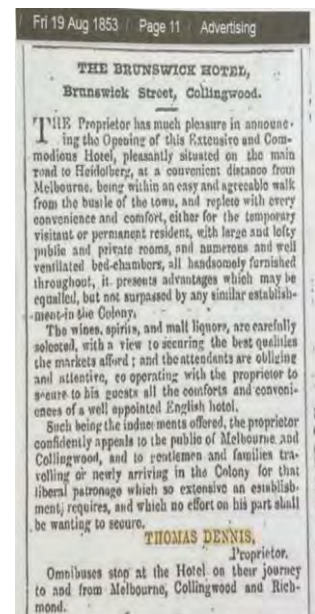 Fri 19 Aug 1853 / Page 11 / Advertising
THE BRUNSWICK HOTEL,
Brunswick Street, Collingwood.
THE Proprietor has much pleasure in announc-
ing the Opening of this Extensive and Com-
modious Hotel, pleasantly situated on the main
road to Heidelberg, at a convenient distance from
Melbourne, being within an easy and agreeable walk
from the bustle of the town, and replete with every
convenience and comfort, either for the temporary
visitant or permanent resident, with large and lofty
public and private rooms, and numerous and well
ventilated bed-chambers, all handsomely furnished
throughout, it presents advantages which may be
equalled, but not surpassed by any similar establish-
ment in the Colony.
The wines, spirits, and malt liquors, are carefully
selected, with a view to securing the best qualities
the markets afford; and the attendants are obliging
and attentive, co operating with the proprietor to
secure to his guests all the comforts and conveni-
ences of a well appointed English hotel.
Such being the inducements offered, the proprietor
confidently appeals to the public of Melbourne and
Collingwood, and to gentlemen and families tra-
velling or newly arriving in the Colony for that
liberal patronage which so extensive an establish-
ment, requires, and which no effort on his part shall
be wanting to secure.
THOMAS DENNIS,
Proprietor.
Omnibuses stop at the Hotel on their journey
to and from Melbourne, Collingwood and Rich-
mond.